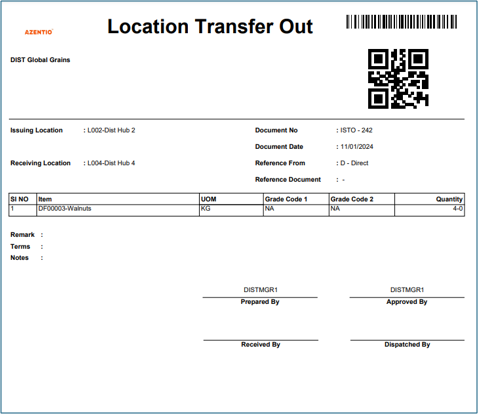 Location Transfer Out
AZENTIO
DIST Global Grains
Issuing Location : L002-Dist Hub 2 Document No : ISTO - 242
Document Date : 11/01/2024
Receiving Location : L004-Dist Hub 4 Reference From : D - Direct
Reference Document : -
SI NO Item UOM Grade Code 1 Grade Code 2 Quantity
1 DF00003-Walnuts KG NA NA 4-0
Remark :
Terms :
Notes :
DISTMGR1 DISTMGR1
Prepared By Approved By
Received By Dispatched By